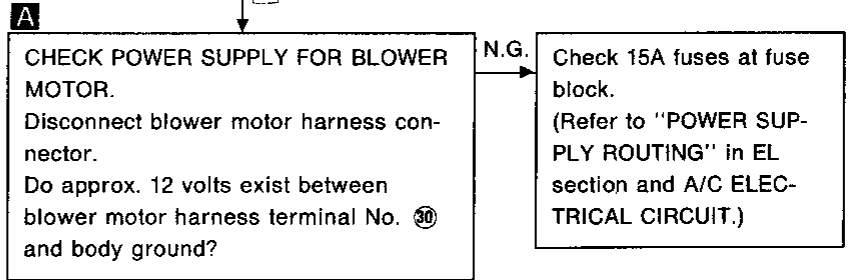 A
CHECK POWER SUPPLY FOR BLOWER
MOTOR.
Disconnect blower motor harness con-
nector.
Do approx. 12 volts exist between
blower motor harness terminal No. ㉚
and body ground?
N.G.
Check 15A fuses at fuse
block.
(Refer to "POWER SUP-
PLY ROUTING" in EL
section and A/C ELEC-
TRICAL CIRCUIT.)